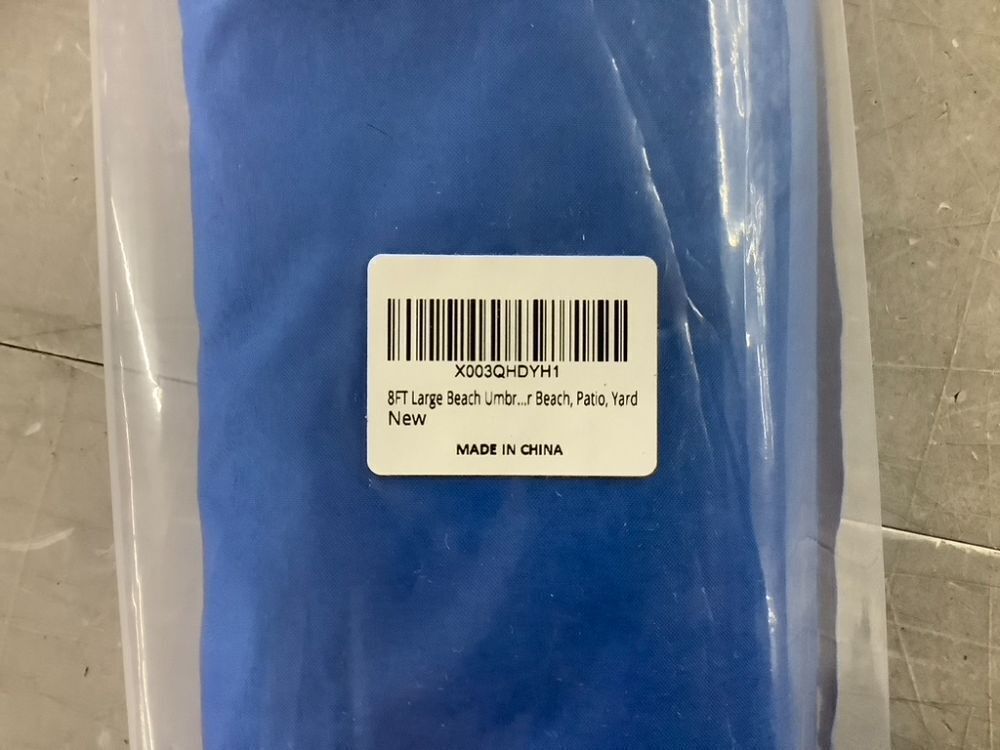 X003QHDYH1
8FT Large Beach Umbr...r Beach, Patio, Yard
New
MADE IN CHINA